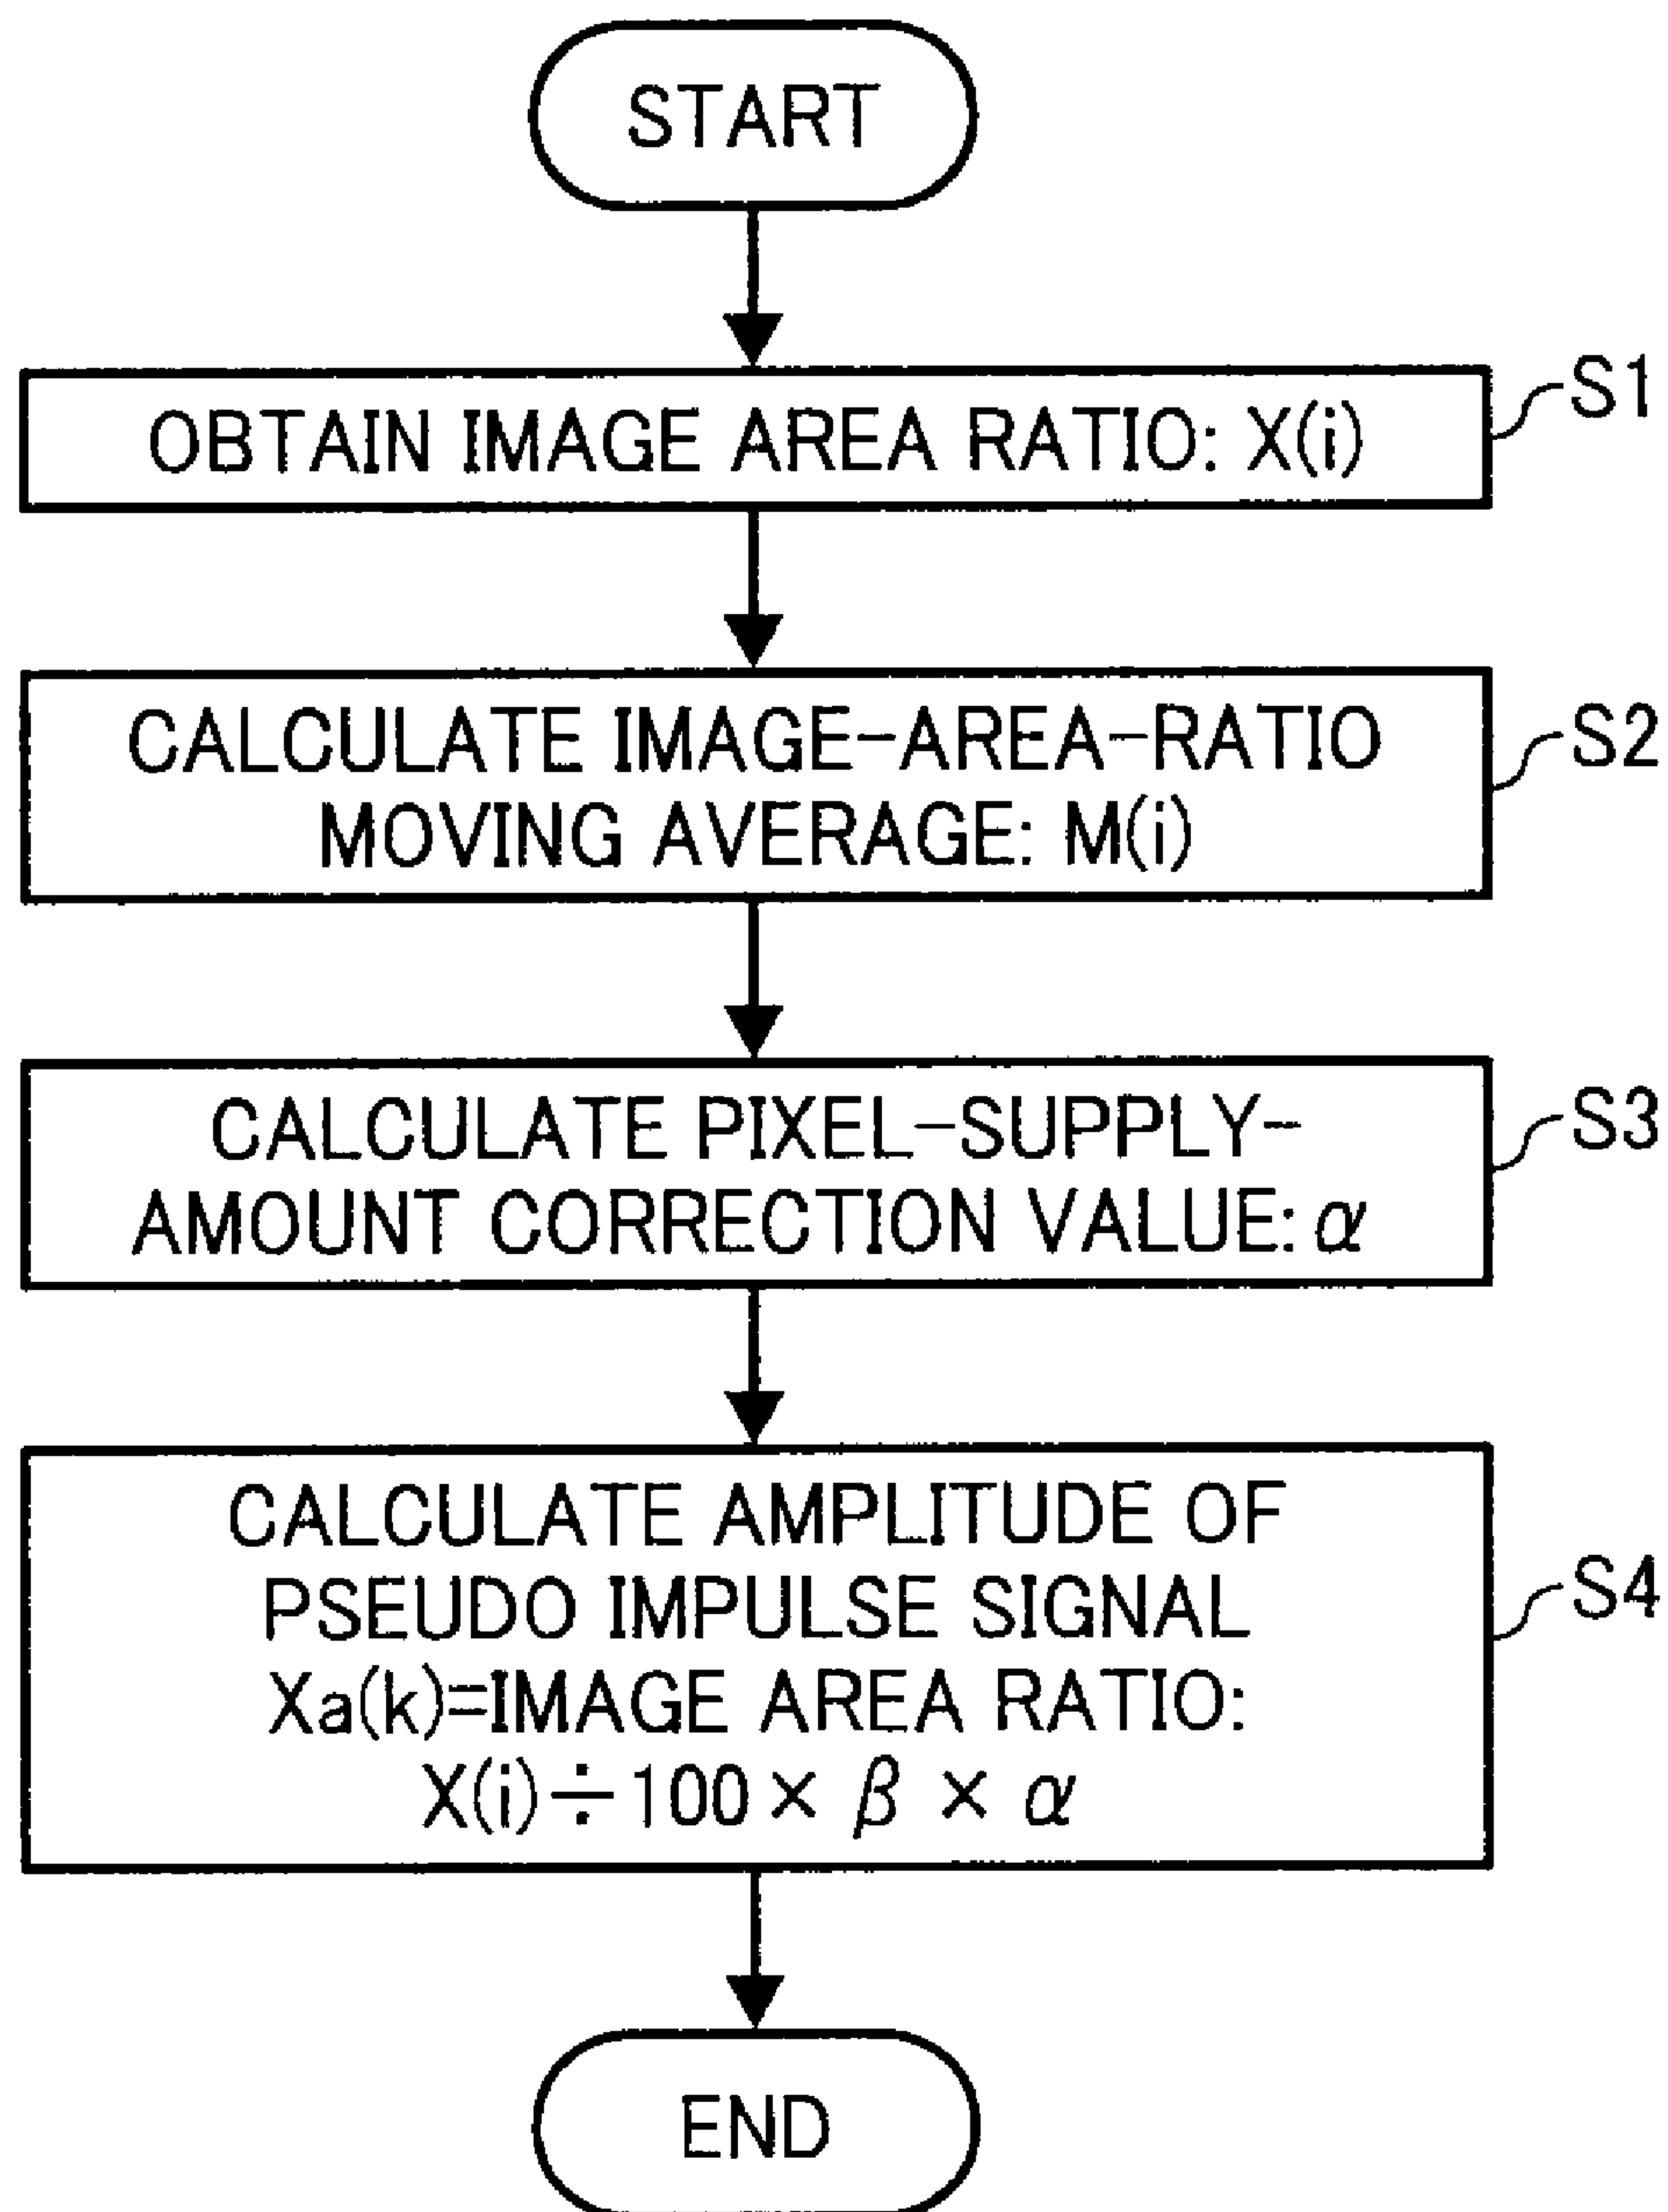 START
OBTAIN IMAGE AREA RATIO: X(i)
S1
CALCULATE IMAGE-AREA-RATIO
MOVING AVERAGE: M(i)
S2
CALCULATE PIXEL-SUPPLY-
AMOUNT CORRECTION VALUE: α
S3
CALCULATE AMPLITUDE OF
PSEUDO IMPULSE SIGNAL
Xa(k)=IMAGE AREA RATIO:
X(i)÷100 × β × α
S4
END